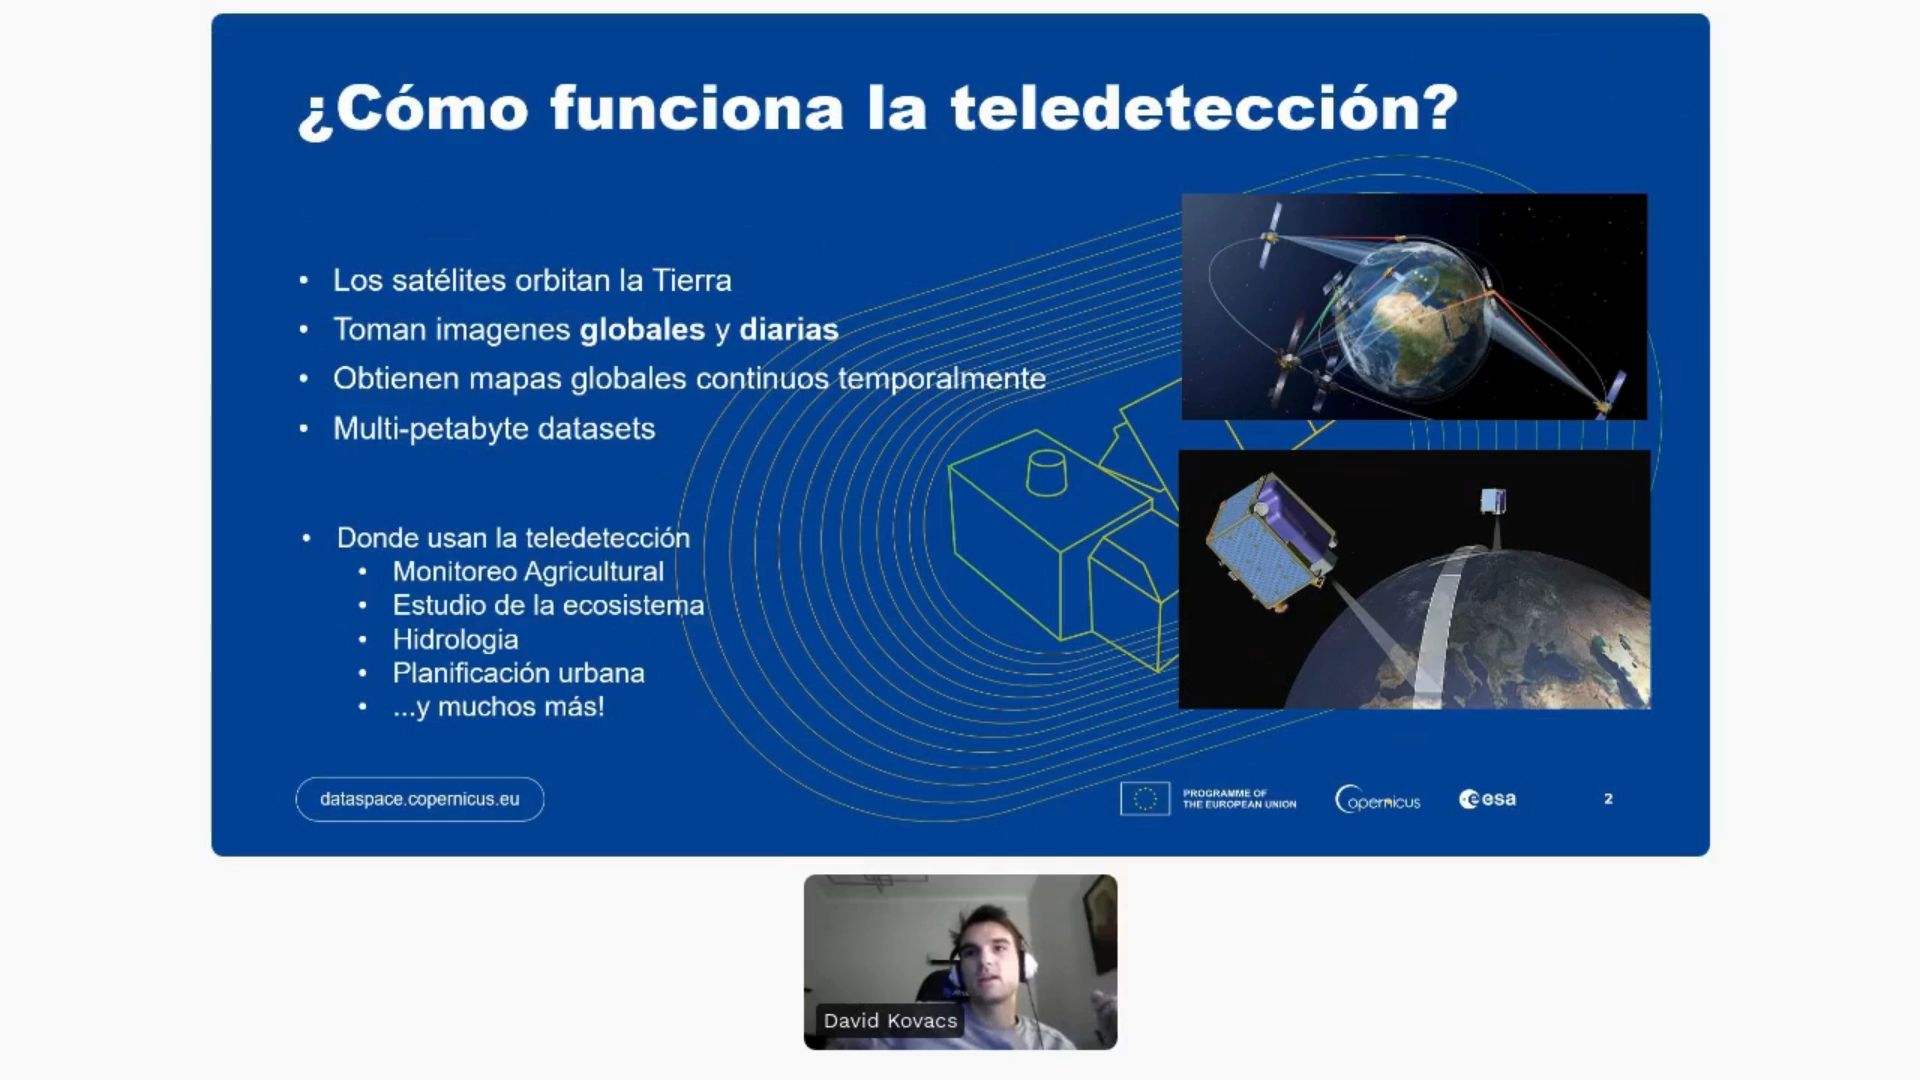 ¿Cómo funciona la teledetección?
• Los satélites orbitan la Tierra
• Toman imagenes globales y diarias
• Obtienen mapas globales continuos temporalmente
• Multi-petabyte datasets
• Donde usan la teledetección
• Monitoreo Agricultural
• Estudio de la ecosistema
• Hidrologia
• Planificación urbana
• ...y muchos más!
dataspace.copernicus.eu
PROGRAMME OF
THE EUROPEAN UNION
opernicus
esa
2
David Kovacs